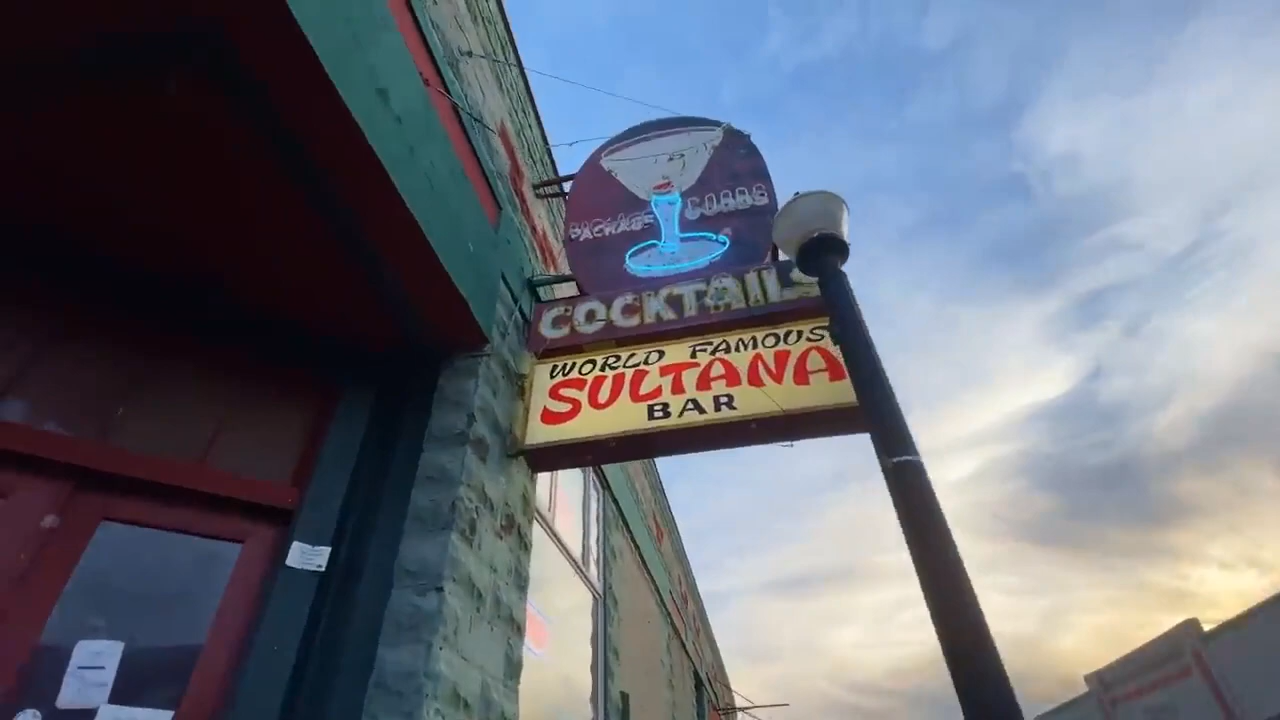 PACKAGE GOODS
COCKTAILS
WORLD FAMOUS
SULTANA
BAR